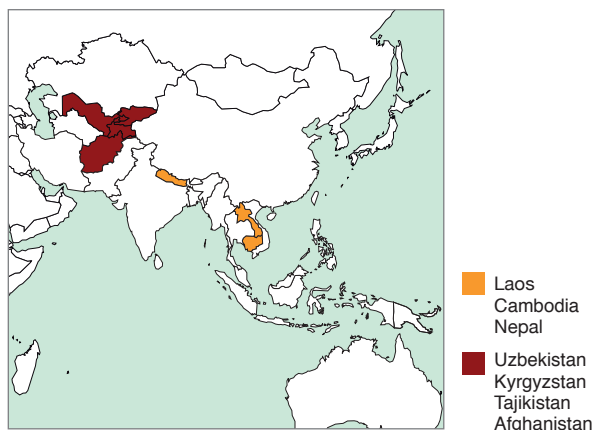 Laos
Cambodia
Nepal
Uzbekistan
Kyrgyzstan
Tajikistan
Afghanistan